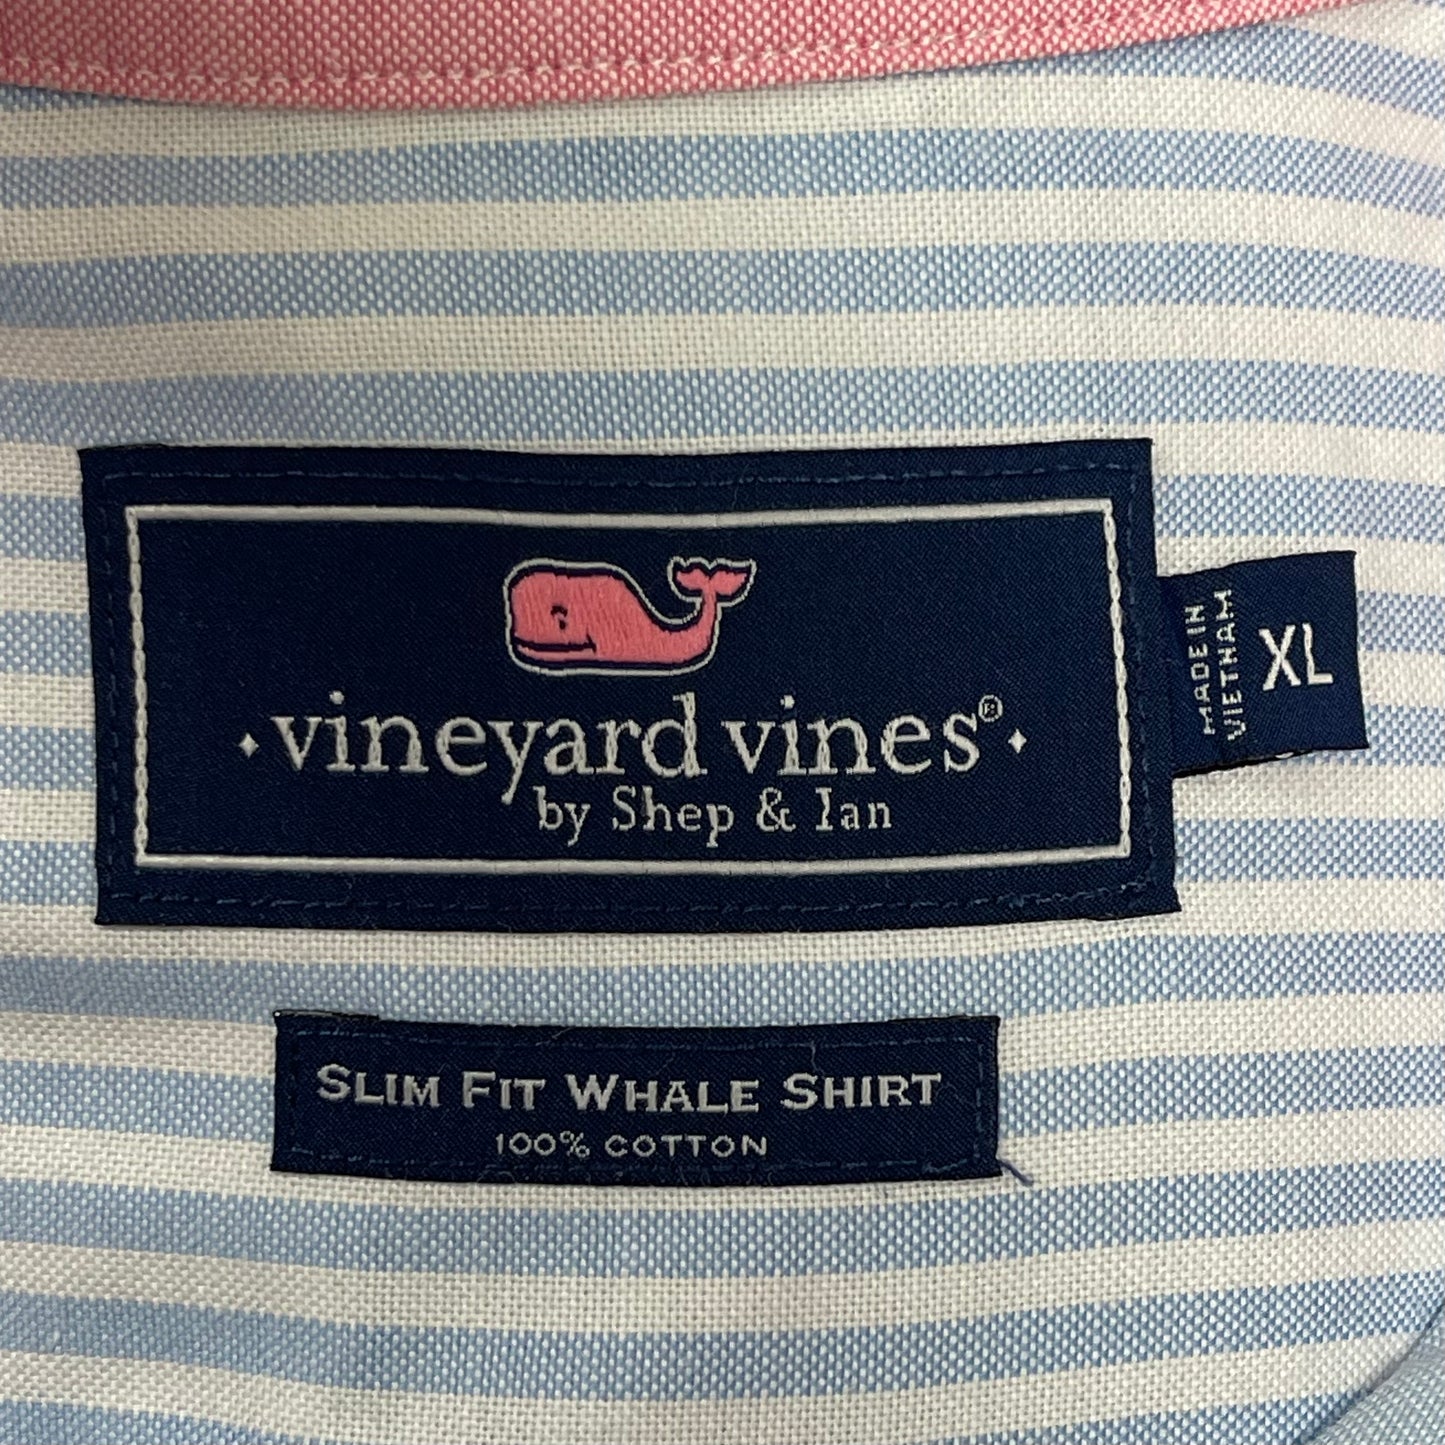 vineyard vines®
by Shep & Ian
MADE IN
VIETNAM
XL
SLIM FIT WHALE SHIRT
100% COTTON